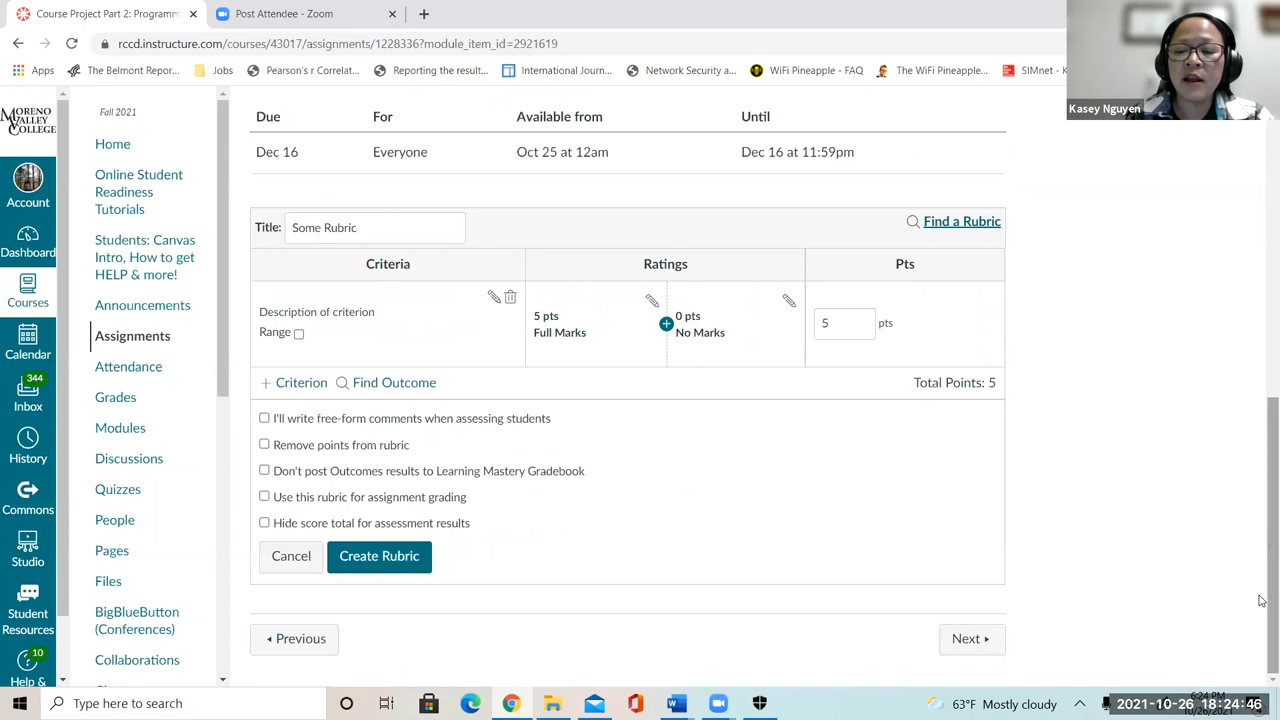 Course Project Part 2: Programm
Post Attendee - Zoom
rccd.instructure.com/courses/43017/assignments/1228336?module_item_id=2921619
Apps
The Belmont Repor...
Jobs
Pearson's r Correlat...
Reporting the result...
International Journ...
Network Security a...
WiFi Pineapple - FAQ
The WiFi Pineapple...
SIMnet - K
Kasey Nguyen
MORENO
VALLEY
COLLEGE
Account
Dashboard
Courses
Calendar
344
Inbox
History
Commons
Studio
Student
Resources
10
Help &
Fall 2021
Home
Online Student
Readiness
Tutorials
Students: Canvas
Intro, How to get
HELP & more!
Announcements
Assignments
Attendance
Grades
Modules
Discussions
Quizzes
People
Pages
Files
BigBlueButton
(Conferences)
Collaborations
Due For Available from Until
Dec 16 Everyone Oct 25 at 12am Dec 16 at 11:59pm
Title: Some Rubric Find a Rubric
Criteria Ratings Pts
Description of criterion
Range
5 pts
Full Marks
0 pts
No Marks
5 pts
+ Criterion Find Outcome Total Points: 5
I'll write free-form comments when assessing students
Remove points from rubric
Don't post Outcomes results to Learning Mastery Gradebook
Use this rubric for assignment grading
Hide score total for assessment results
Cancel Create Rubric
Previous Next
Type here to search
63°F Mostly cloudy
6:24 PM
2021-10-26 18:24:46
10/26/2021